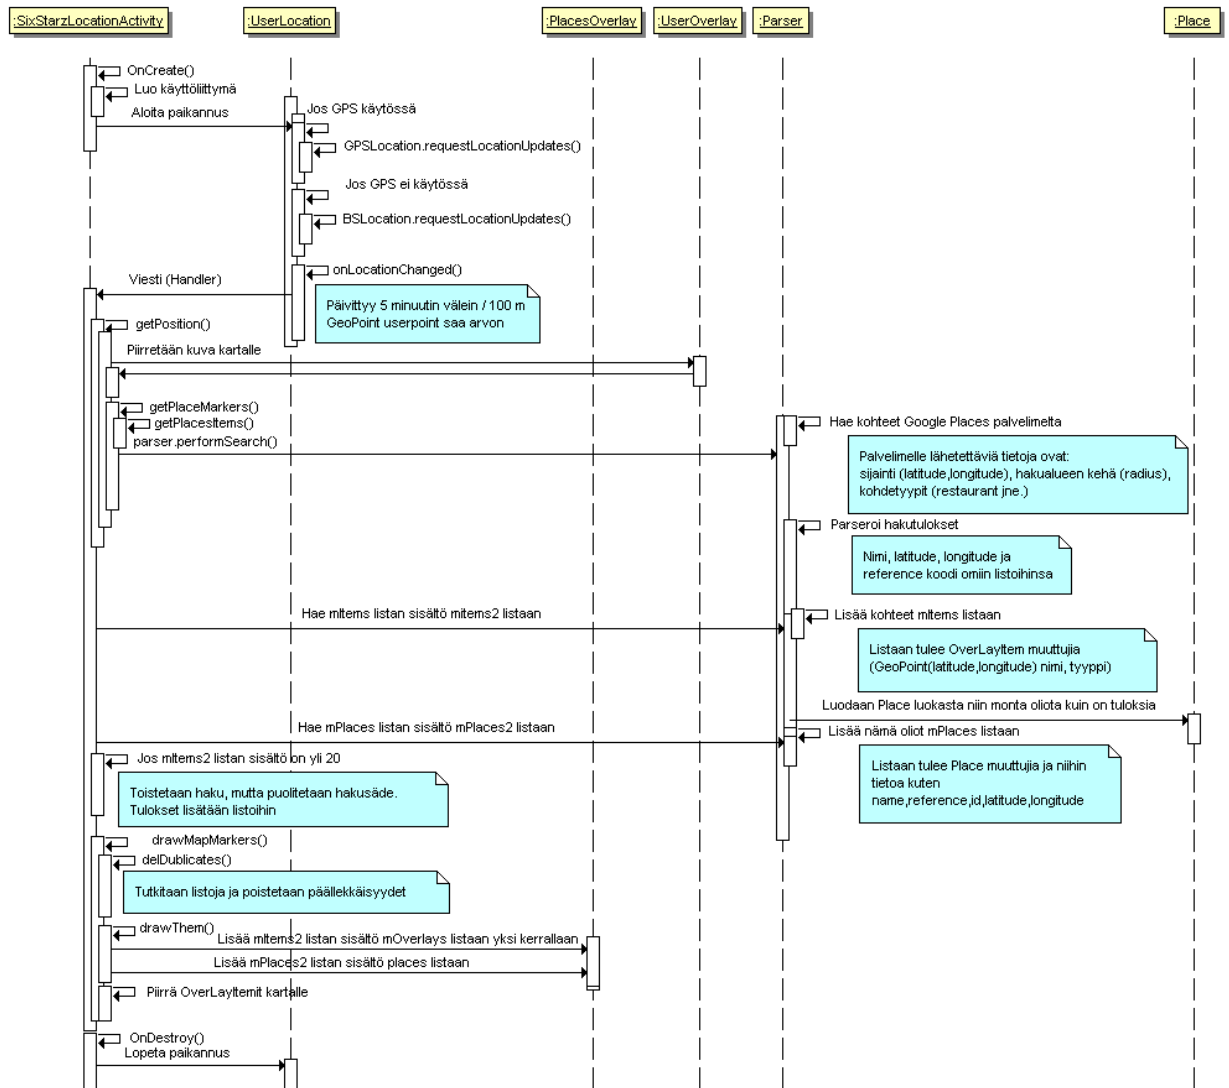 :SixStarzLocationActivity
:UserLocation
:PlacesOverlay
:UserOverlay
:Parser
:Place
OnCreate()
Luo käyttöliittymä
Aloita paikannus
Jos GPS käytössä
GPSLocation.requestLocationUpdates()
Jos GPS ei käytössä
BSLocation.requestLocationUpdates()
onLocationChanged()
Viesti (Handler)
Päivittyy 5 minuutin välein / 100 m
GeoPoint userpoint saa arvon
getPosition()
Piirretään kuva kartalle
getPlaceMarkers()
getPlacesItems()
parser.performSearch()
Hae kohteet Google Places palvelimelta
Palvelimelle lähetettäviä tietoja ovat:
sijainti (latitude,longitude), hakualueen kehä (radius),
kohdetyypit (restaurant jne.)
Parseroi hakutulokset
Nimi, latitude, longitude ja
reference koodi omiin listoihinsa
Hae mItems listan sisältö mitems2 listaan
Lisää kohteet mItems listaan
Listaan tulee OverLayItem muuttujia
(GeoPoint(latitude,longitude) nimi, tyyppi)
Luodaan Place luokasta niin monta oliota kuin on tuloksia
Hae mPlaces listan sisältö mPlaces2 listaan
Lisää nämä oliot mPlaces listaan
Jos mItems2 listan sisältö on yli 20
Listaan tulee Place muuttujia ja niihin
tietoa kuten
name,reference,id,latitude,longitude
Toistetaan haku, mutta puolitetaan hakusäde.
Tulokset lisätään listoihin
drawMapMarkers()
delDublicates()
Tutkitaan listoja ja poistetaan päällekkäisyydet
drawThem()
Lisää mItems2 listan sisältö mOverlays listaan yksi kerrallaan
Lisää mPlaces2 listan sisältö places listaan
Piirrä OverLayItemit kartalle
OnDestroy()
Lopeta paikannus